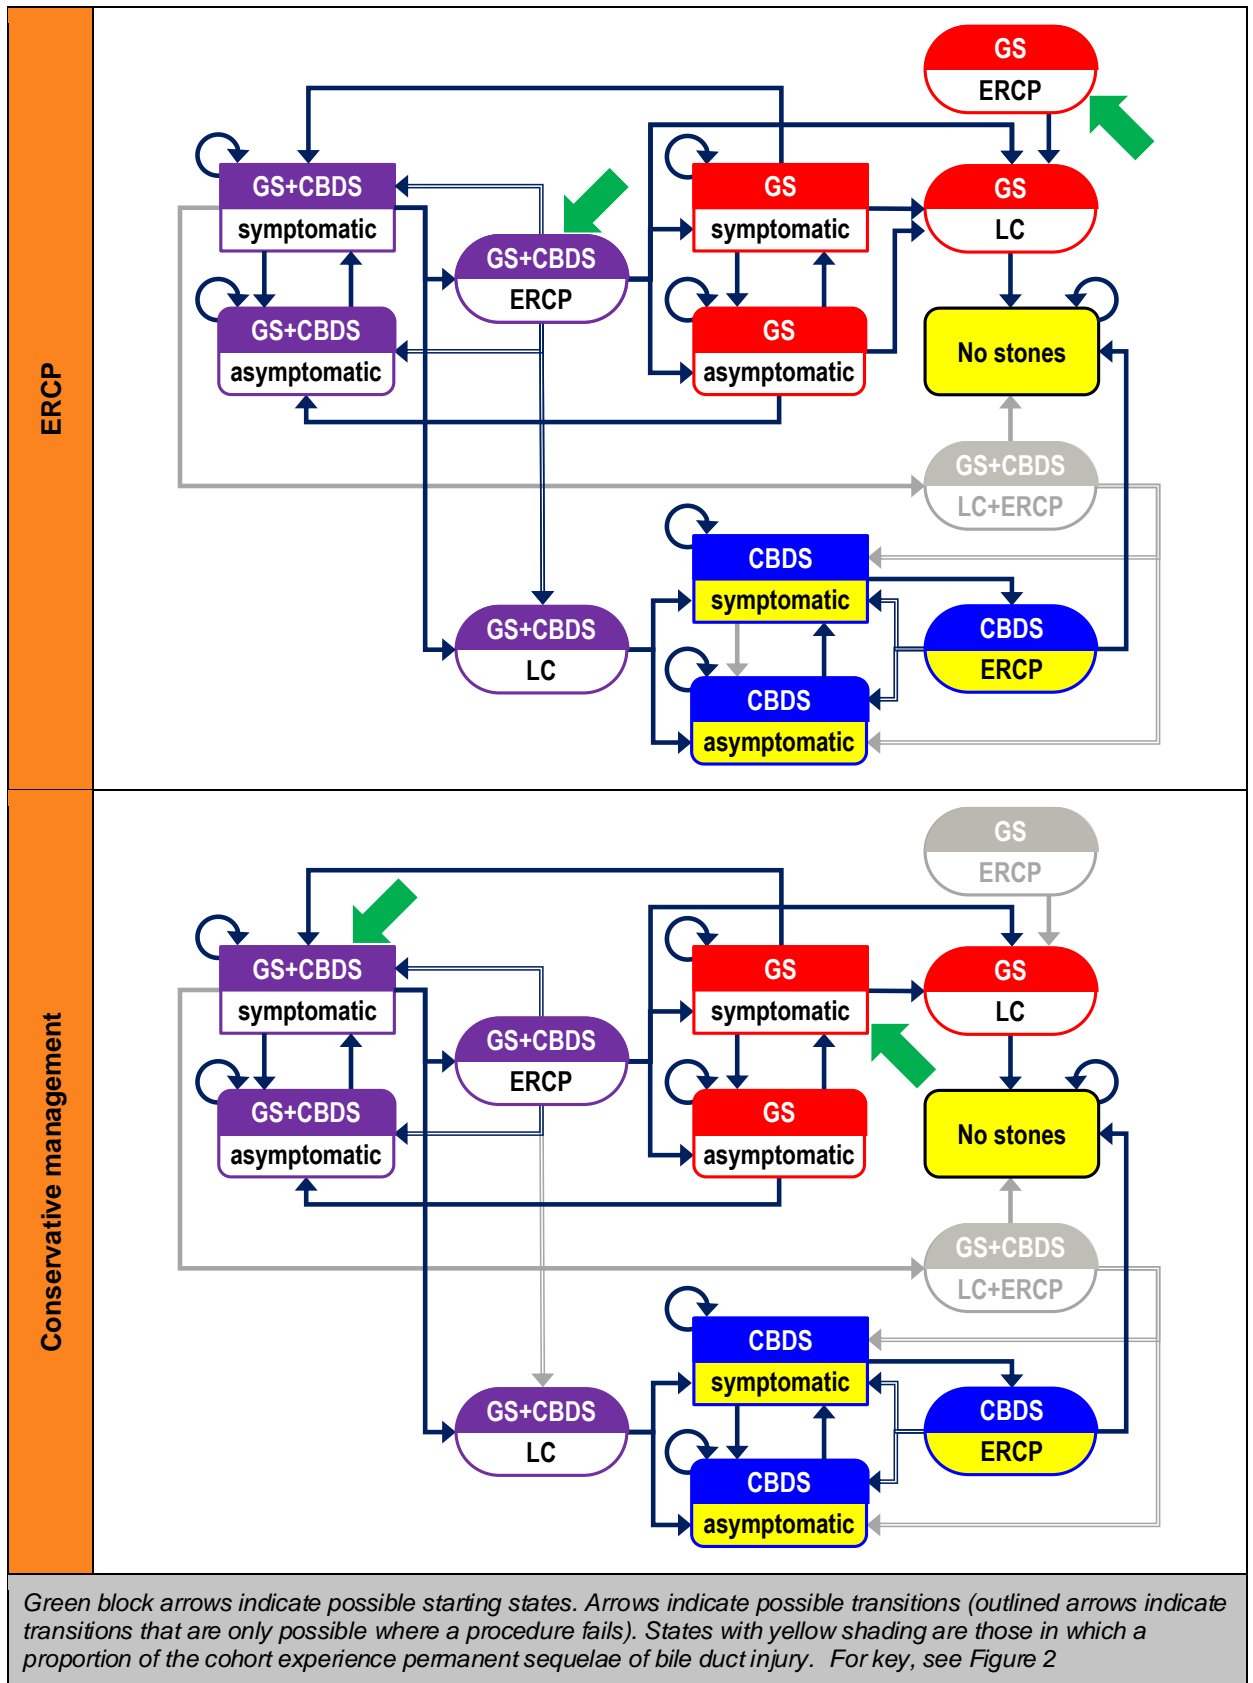 ERCP
GS
ERCP
GS+CBDS
symptomatic
GS
symptomatic
GS
LC
GS+CBDS
ERCP
GS+CBDS
asymptomatic
GS
asymptomatic
No stones
GS+CBDS
LC+ERCP
CBDS
symptomatic
GS+CBDS
LC
CBDS
ERCP
CBDS
asymptomatic
Conservative management
GS
ERCP
GS+CBDS
symptomatic
GS
symptomatic
GS
LC
GS+CBDS
ERCP
GS+CBDS
asymptomatic
GS
asymptomatic
No stones
GS+CBDS
LC+ERCP
CBDS
symptomatic
GS+CBDS
LC
CBDS
ERCP
CBDS
asymptomatic
Green block arrows indicate possible starting states. Arrows indicate possible transitions (outlined arrows indicate
transitions that are only possible where a procedure fails). States with yellow shading are those in which a
proportion of the cohort experience permanent sequelae of bile duct injury.  For key, see Figure 2